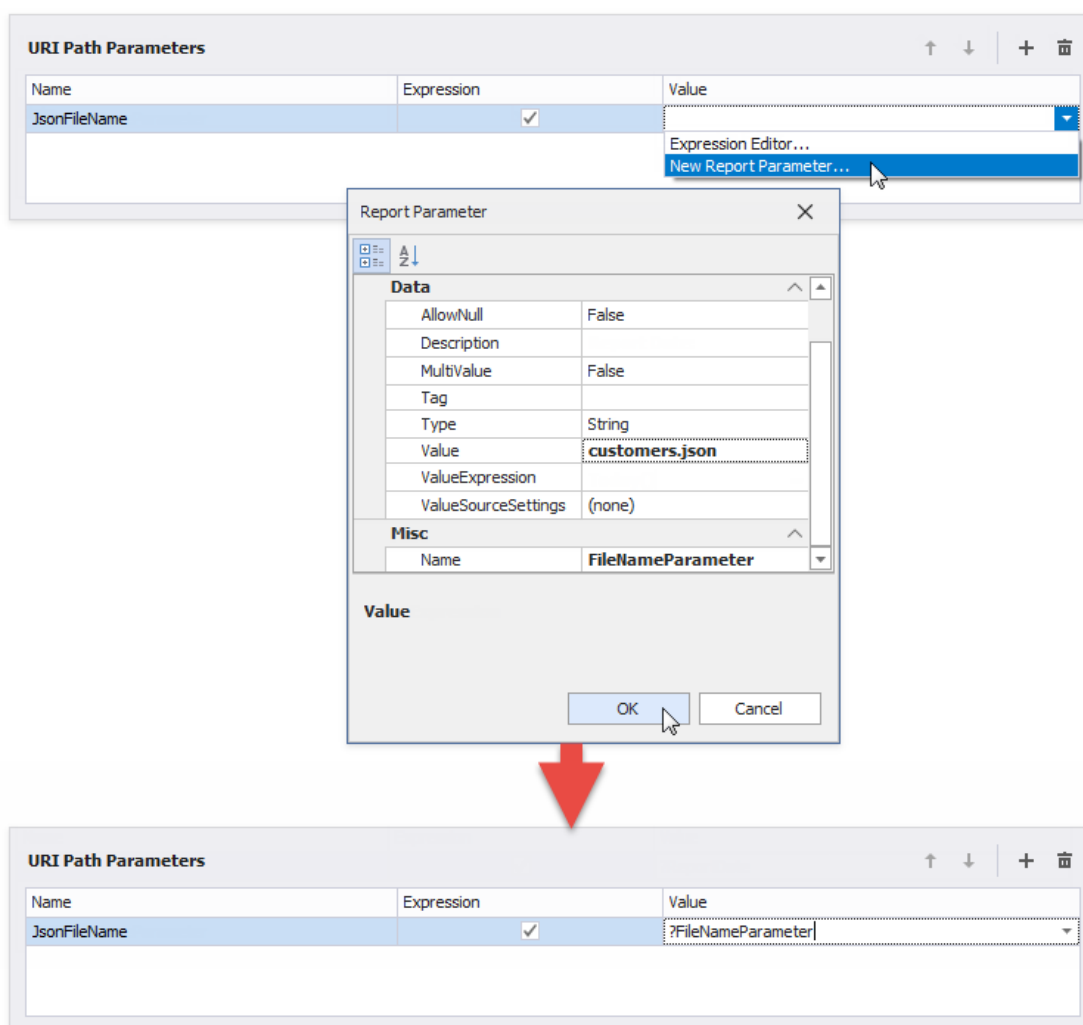 URI Path Parameters
Name Expression Value
JsonFileName
Expression Editor...
New Report Parameter...
Report Parameter
Data
AllowNull False
Description
MultiValue False
Tag
Type String
Value customers.json
ValueExpression
ValueSourceSettings (none)
Misc
Name FileNameParameter
Value
OK Cancel
URI Path Parameters
Name Expression Value
JsonFileName ?FileNameParameter